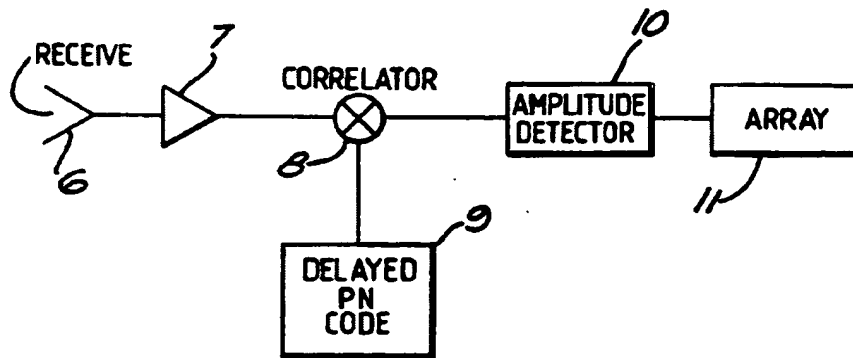 7
RECEIVE
6
CORRELATOR
8
10
AMPLITUDE
DETECTOR
ARRAY
11
9
DELAYED
PN
CODE